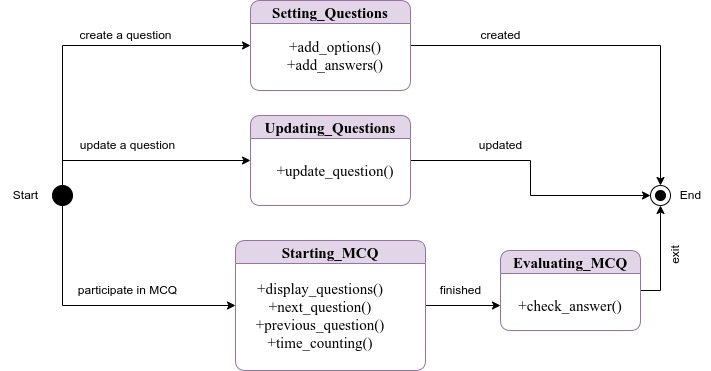 Setting_Questions
create a question
+add_options()
+add_answers()
created
Updating_Questions
update a question
+update_question()
updated
Start
End
Starting_MCQ
participate in MCQ
+display_questions()
+next_question()
+previous_question()
+time_counting()
finished
Evaluating_MCQ
+check_answer()
exit